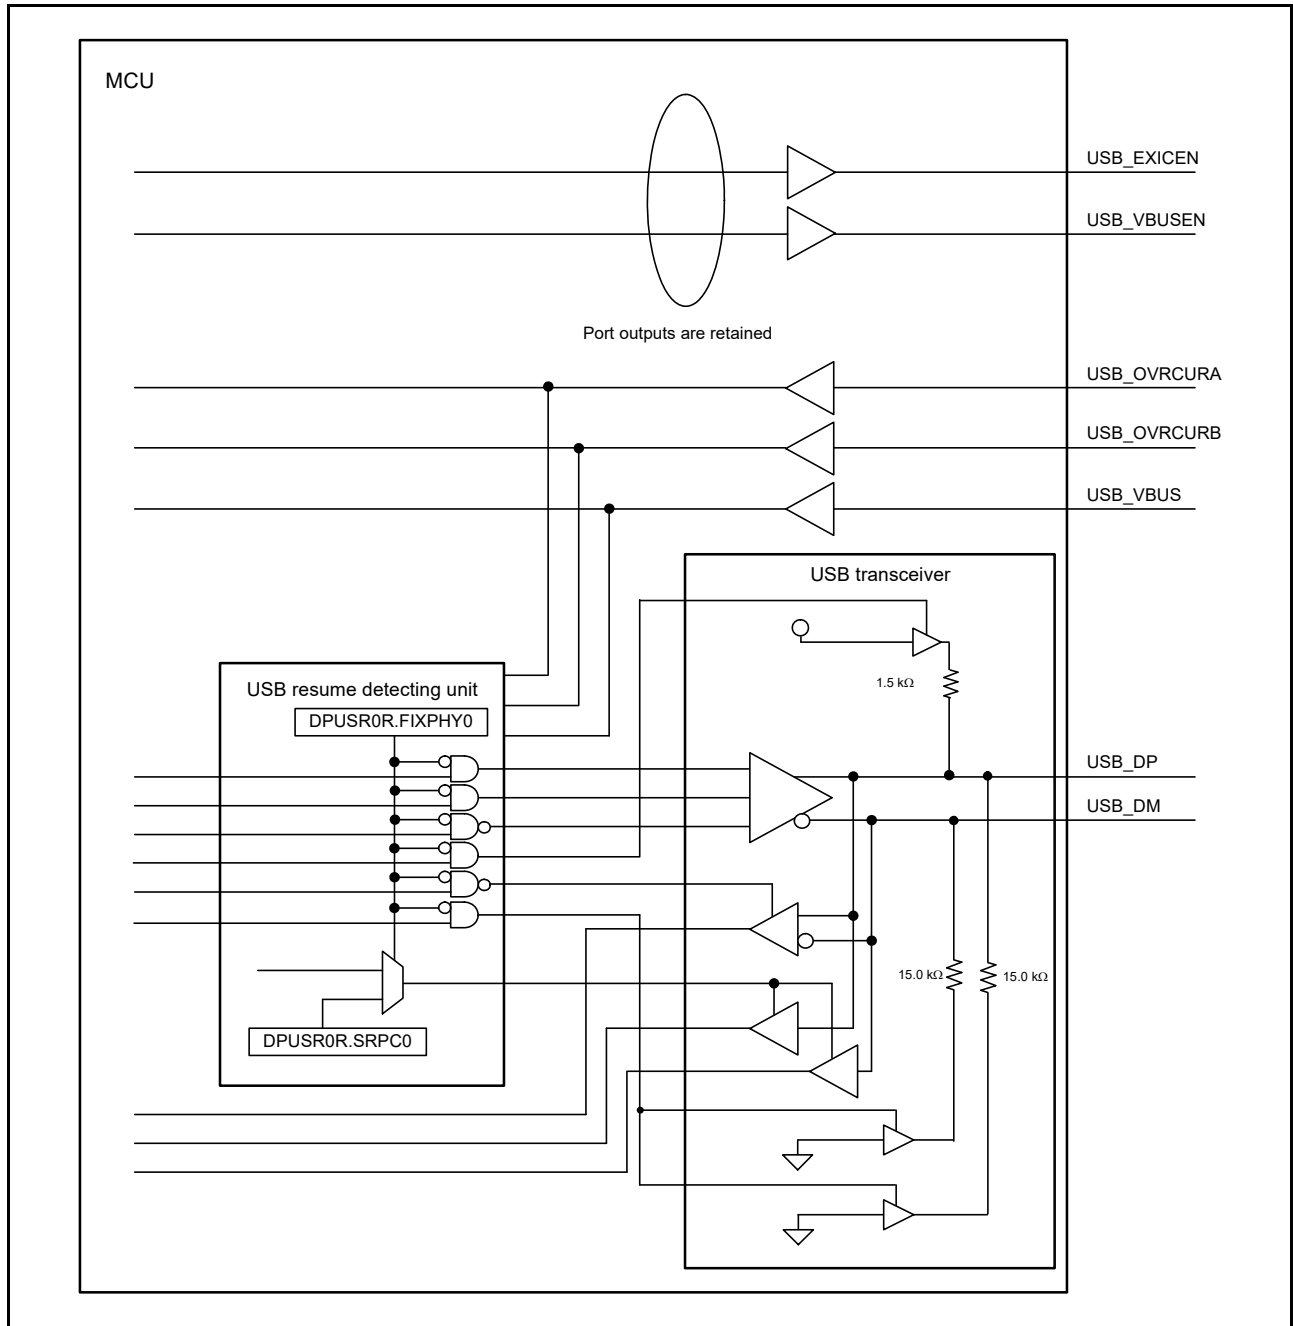 MCU
USB_EXICEN
USB_VBUSEN
Port outputs are retained
USB_OVRCURA
USB_OVRCURB
USB_VBUS
USB transceiver
1.5 kΩ
USB resume detecting unit
DPUSR0R.FIXPHY0
USB_DP
USB_DM
15.0 kΩ
15.0 kΩ
DPUSR0R.SRPC0